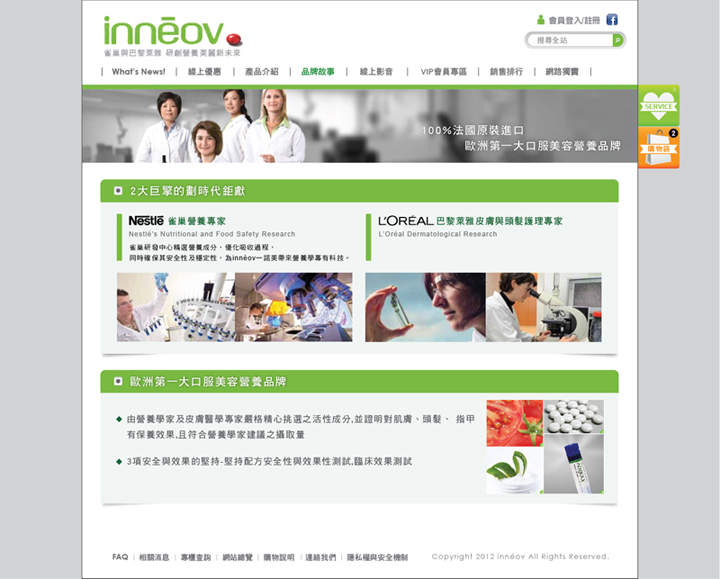 innēov
雀巢與巴黎萊雅 研創營養美麗新未來
會員登入/註冊
搜尋全站
What's News! | 線上優惠 | 產品介紹 | 品牌故事 | 線上影音 | VIP會員專區 | 銷售排行 | 網路獨賣 |
SERVICE
2
購物袋
100%法國原裝進口
歐洲第一大口服美容營養品牌
2大巨擎的劃時代鉅獻
Nestlé 雀巢營養專家
Nestlé's Nutritional and Food Safety Research
雀巢研發中心精選營養成分，優化吸收過程，
同時確保其安全性及穩定性，為innéov一諾美帶來營養學專有科技。
L'ORÉAL 巴黎萊雅皮膚與頭髮護理專家
L'Oréal Dermatological Research
歐洲第一大口服美容營養品牌
由營養學家及皮膚醫學專家嚴格精心挑選之活性成分,並證明對肌膚、頭髮、 指甲
有保養效果,且符合營養學家建議之攝取量
3項安全與效果的堅持-堅持配方安全性與效果性測試,臨床效果測試
innēov
FAQ | 相關消息 | 專櫃查詢 | 網站總覽 | 購物說明 | 連絡我們 | 隱私權與安全機制
Copyright 2012 innéov All Rights Reserved.